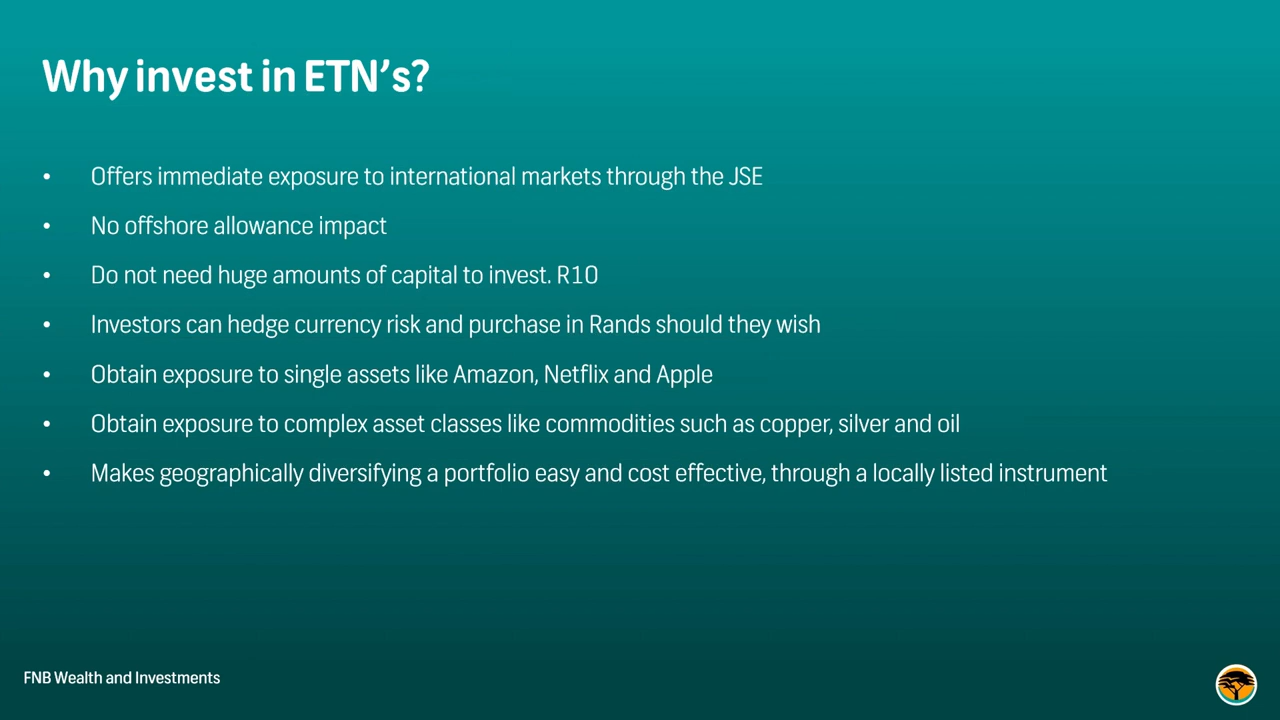 Why invest in ETN's?
• Offers immediate exposure to international markets through the JSE
• No offshore allowance impact
• Do not need huge amounts of capital to invest. R10
• Investors can hedge currency risk and purchase in Rands should they wish
• Obtain exposure to single assets like Amazon, Netflix and Apple
• Obtain exposure to complex asset classes like commodities such as copper, silver and oil
• Makes geographically diversifying a portfolio easy and cost effective, through a locally listed instrument
FNB Wealth and Investments